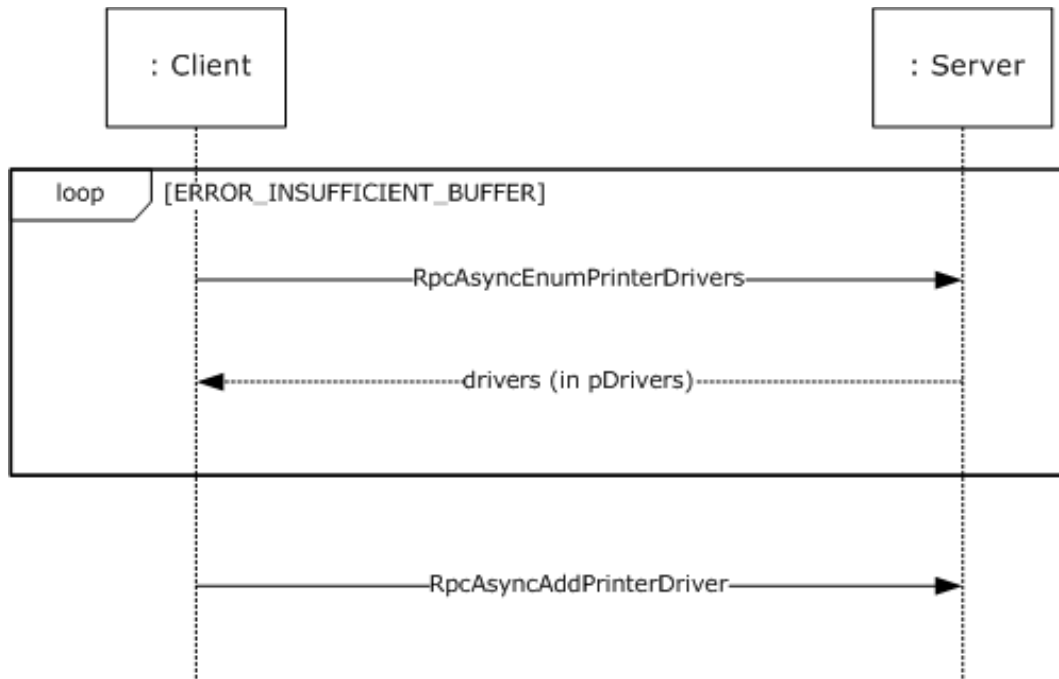 : Client
: Server
loop
[ERROR_INSUFFICIENT_BUFFER]
RpcAsyncEnumPrinterDrivers
drivers (in pDrivers)
RpcAsyncAddPrinterDriver